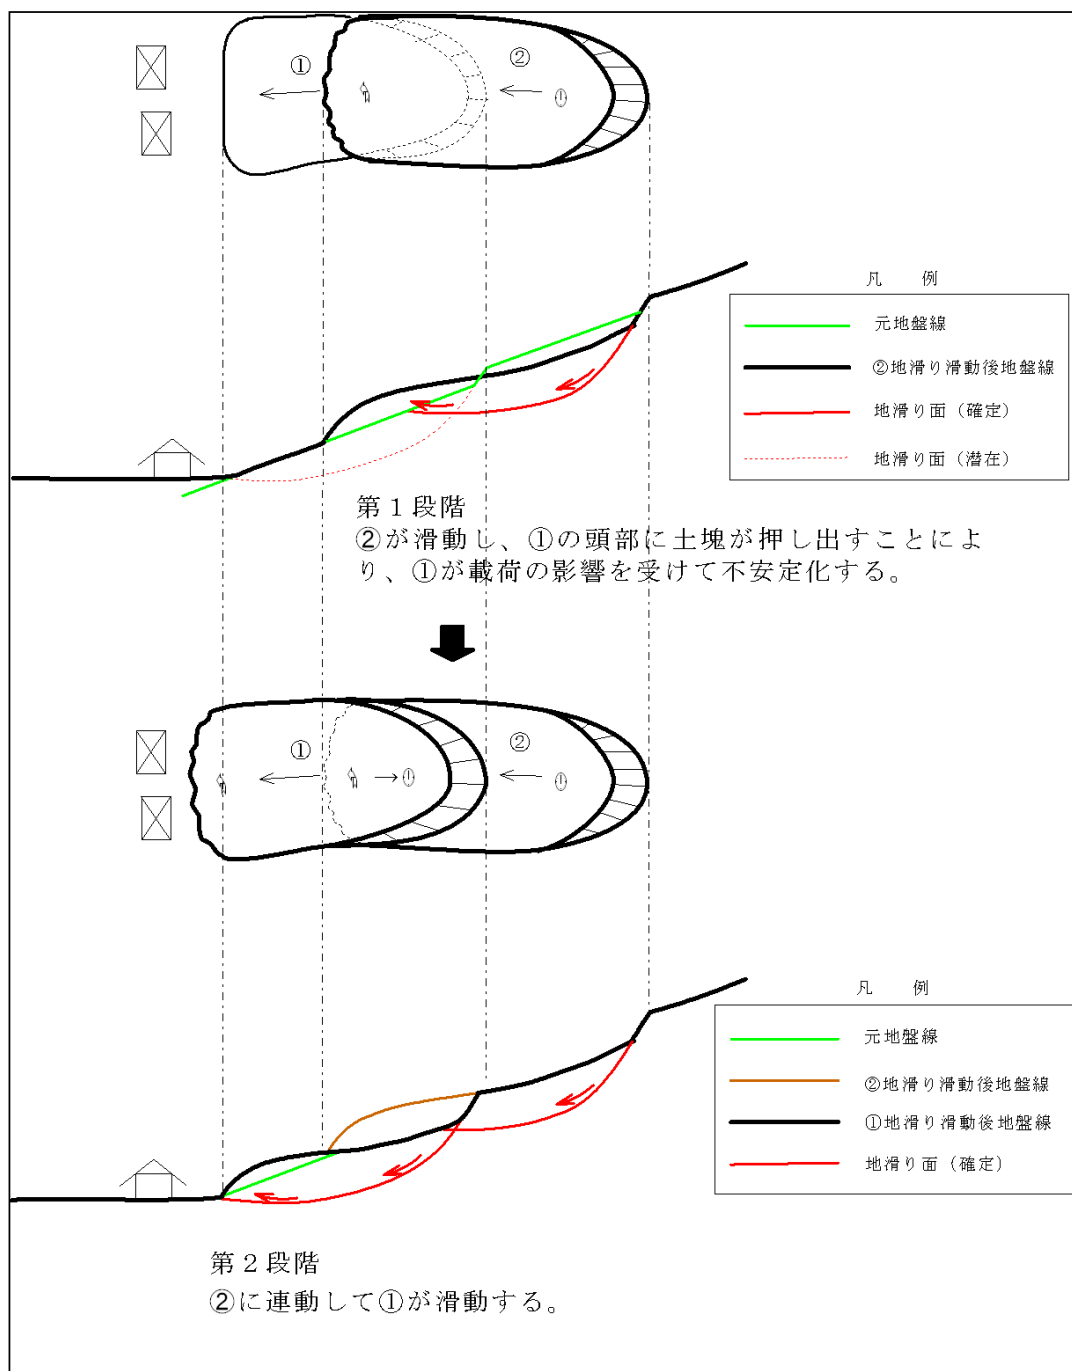 ①
②
凡 例
元地盤線
②地滑り滑動後地盤線
地滑り面（確定）
地滑り面（潜在）
第１段階
②が滑動し、①の頭部に土塊が押し出すことによ
り、①が載荷の影響を受けて不安定化する。
①
②
凡 例
元地盤線
②地滑り滑動後地盤線
①地滑り滑動後地盤線
地滑り面（確定）
第２段階
②に連動して①が滑動する。